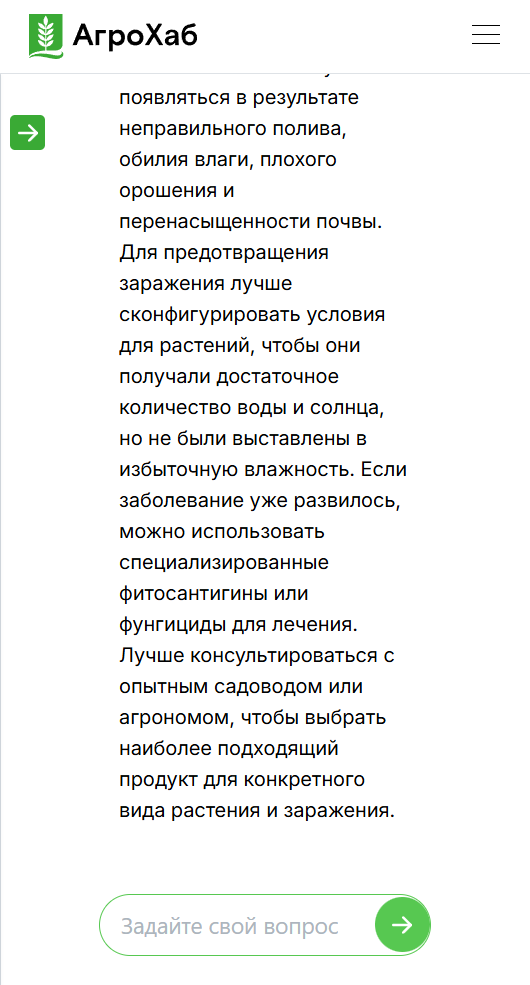 АгроХаб
появляться в результате
неправильного полива,
обилия влаги, плохого
орошения и
перенасыщенности почвы.
Для предотвращения
заражения лучше
сконфигурировать условия
для растений, чтобы они
получали достаточное
количество воды и солнца,
но не были выставлены в
избыточную влажность. Если
заболевание уже развилось,
можно использовать
специализированные
фитосантигины или
фунгициды для лечения.
Лучше консультироваться с
опытным садоводом или
агрономом, чтобы выбрать
наиболее подходящий
продукт для конкретного
вида растения и заражения.
Задайте свой вопрос